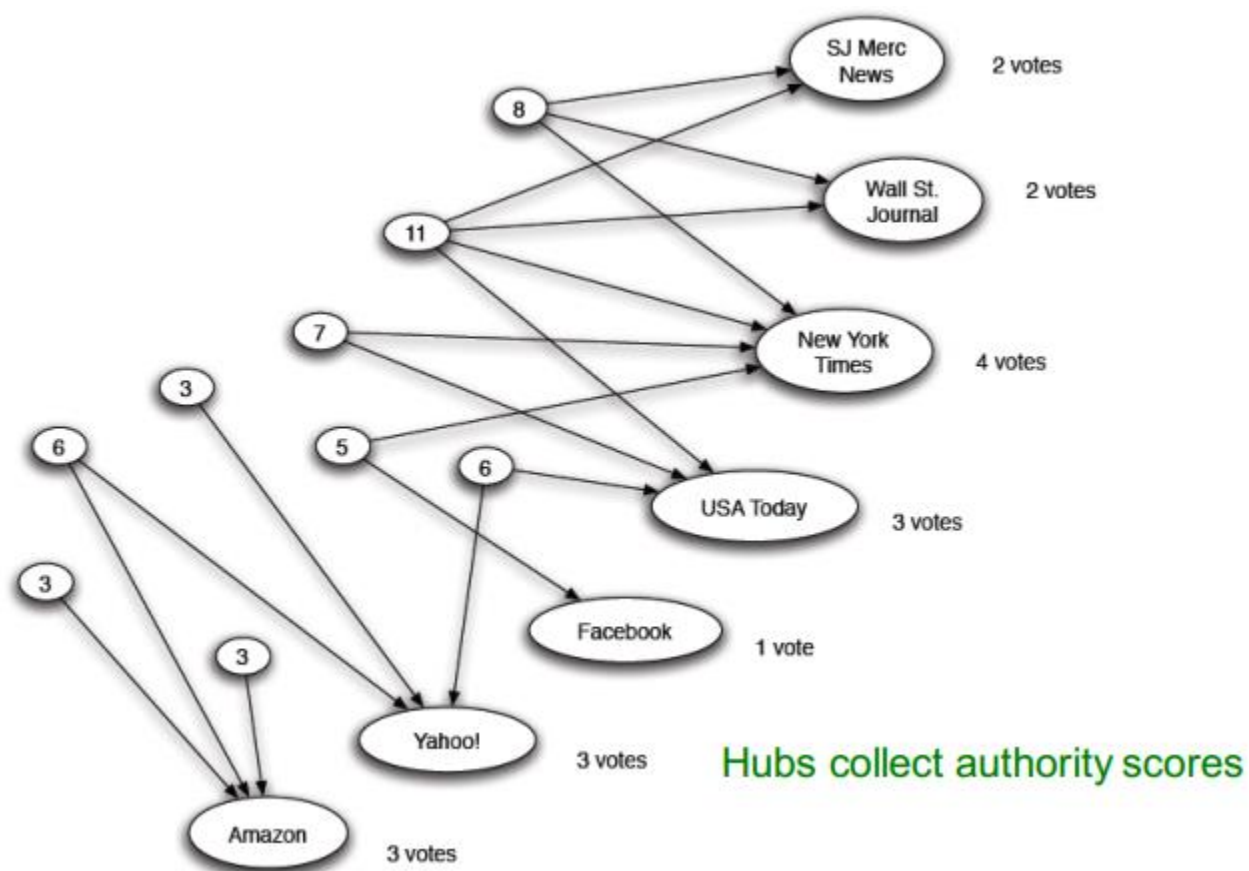 SJ Merc
News
2 votes
8
Wall St.
Journal
2 votes
11
7
New York
Times
4 votes
3
6
5
6
USA Today
3 votes
3
Facebook
1 vote
3
Yahoo!
3 votes
Hubs collect authority scores
Amazon
3 votes